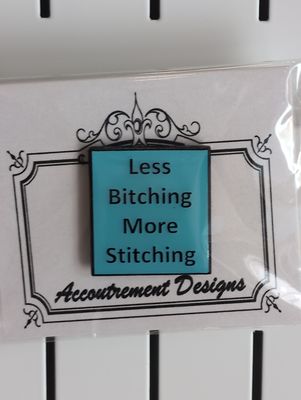 Less
Bitching
More
Stitching
Accoutrement Designs